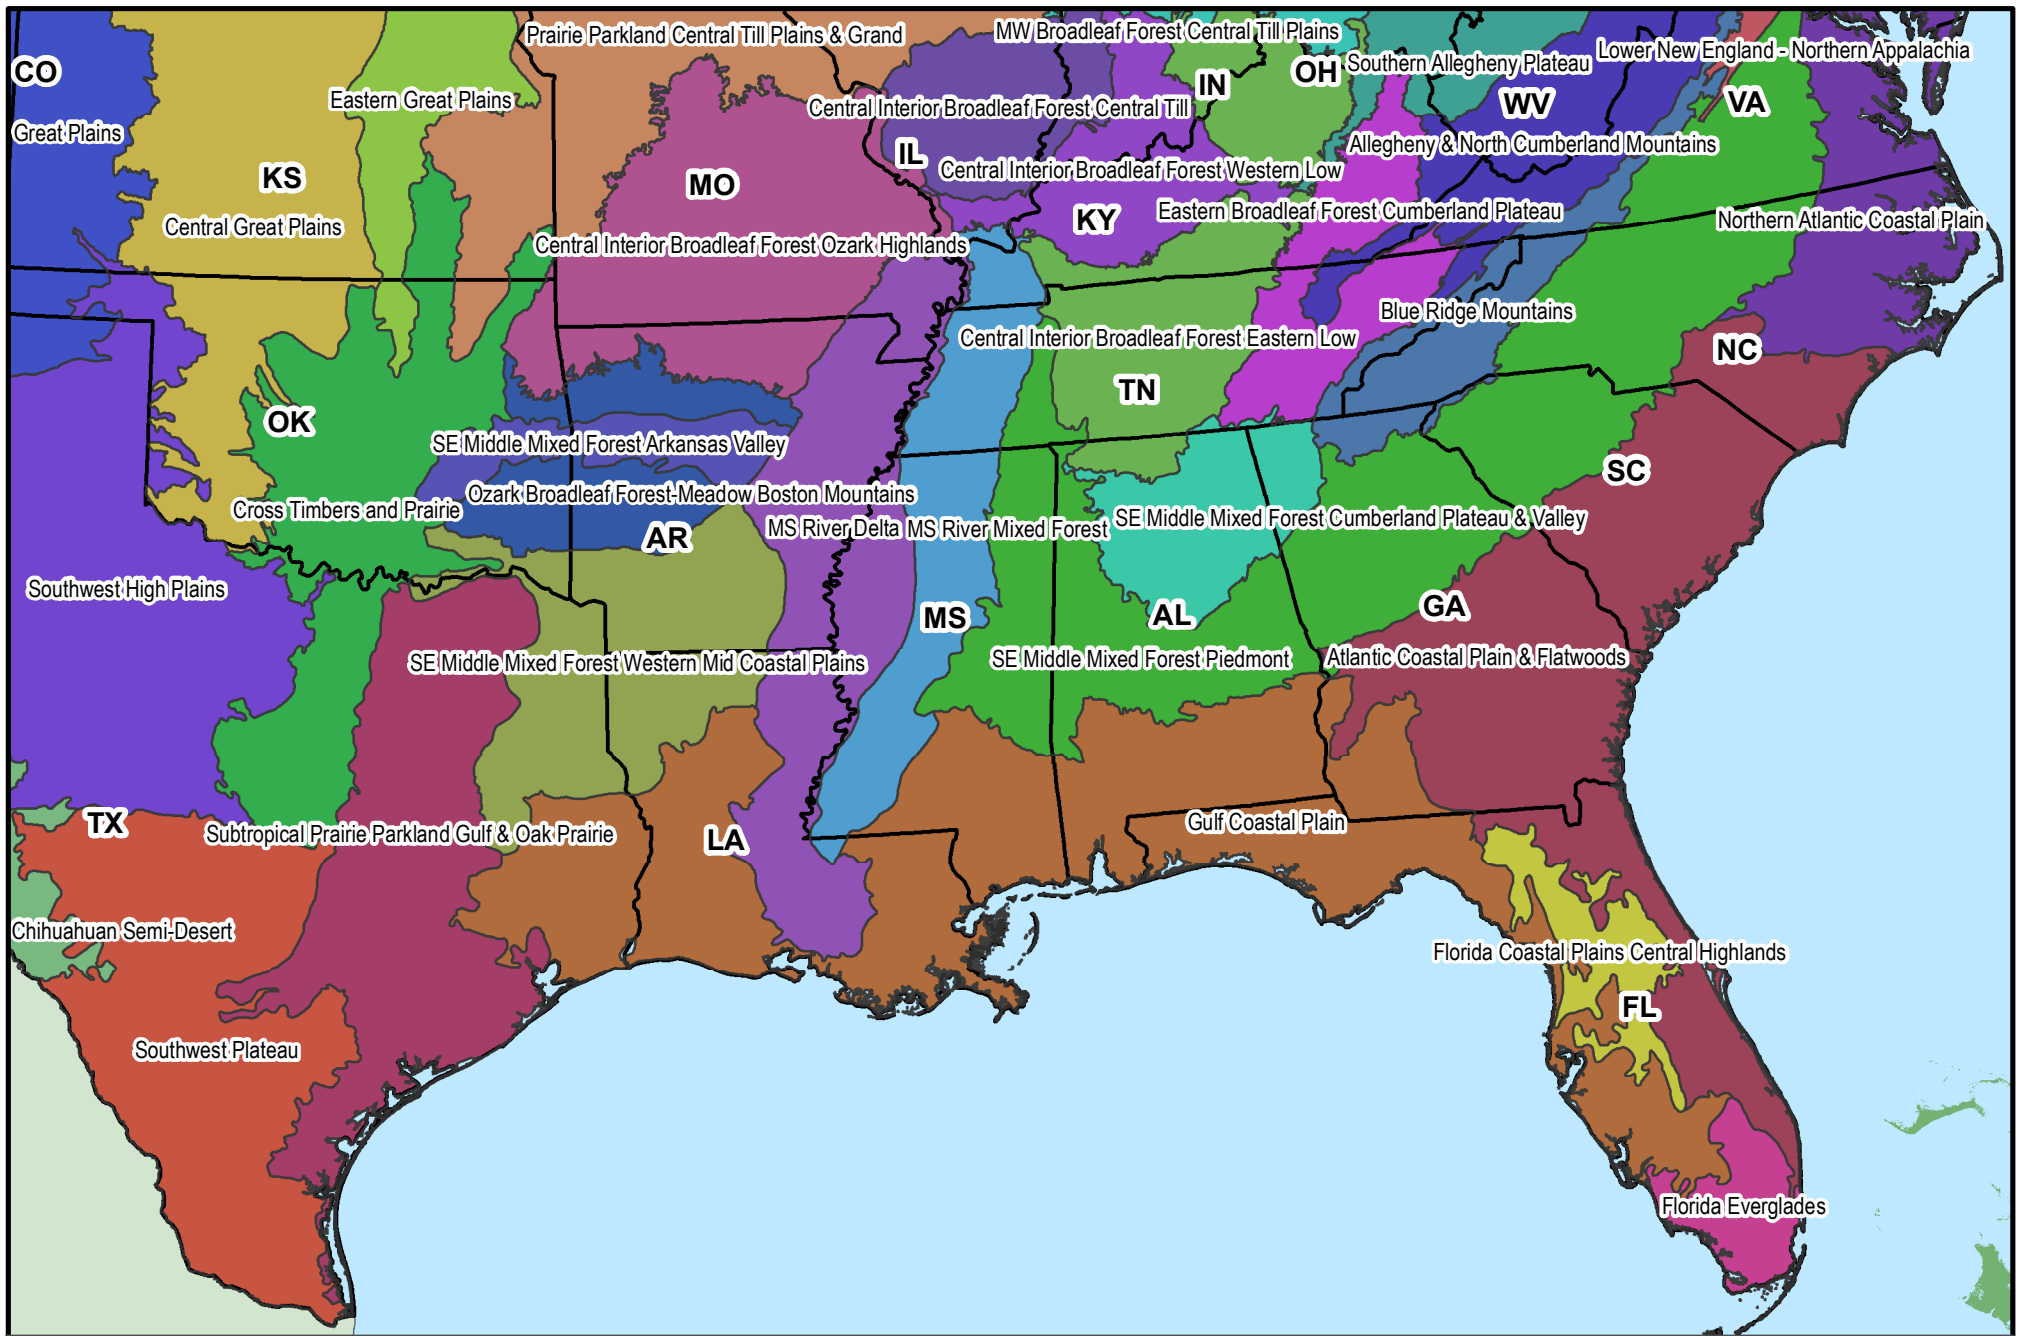 MW Broadleaf Forest Central Till Plains
Prairie Parkland Central Till Plains & Grand
Lower New England - Northern Appalachia
Southern Allegheny Plateau
CO
OH
IN
Eastern Great Plains
WV
VA
Central Interior Broadleaf Forest Central Till
Great Plains
Allegheny & North Cumberland Mountains
IL
Central Interior Broadleaf Forest Western Low
KS
MO
Eastern Broadleaf Forest Cumberland Plateau
KY
Northern Atlantic Coastal Plain
Central Great Plains
Central Interior Broadleaf Forest Ozark Highlands
Blue Ridge Mountains
Central Interior Broadleaf Forest Eastern Low
NC
TN
OK
SE Middle Mixed Forest Arkansas Valley
SC
Ozark Broadleaf Forest-Meadow Boston Mountains
Cross Timbers and Prairie
SE Middle Mixed Forest Cumberland Plateau & Valley
MS River Delta
MS River Mixed Forest
AR
Southwest High Plains
GA
AL
MS
Atlantic Coastal Plain & Flatwoods
SE Middle Mixed Forest Piedmont
SE Middle Mixed Forest Western Mid Coastal Plains
TX
Gulf Coastal Plain
Subtropical Prairie Parkland Gulf & Oak Prairie
LA
Chihuahuan Semi-Desert
Florida Coastal Plains Central Highlands
FL
Southwest Plateau
Florida Everglades